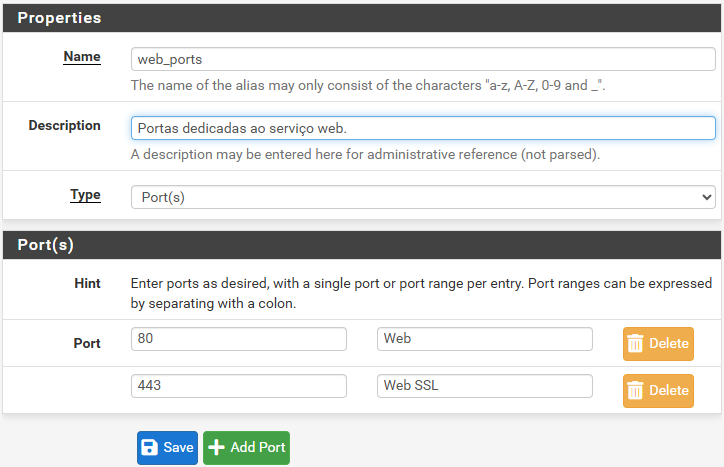 Properties
Name
web_ports
The name of the alias may only consist of the characters "a-z, A-Z, 0-9 and _".
Description
Portas dedicadas ao serviço web.
A description may be entered here for administrative reference (not parsed).
Type
Port(s)
Port(s)
Hint
Enter ports as desired, with a single port or port range per entry. Port ranges can be expressed
by separating with a colon.
Port
80
Web
Delete
443
Web SSL
Delete
Save
Add Port